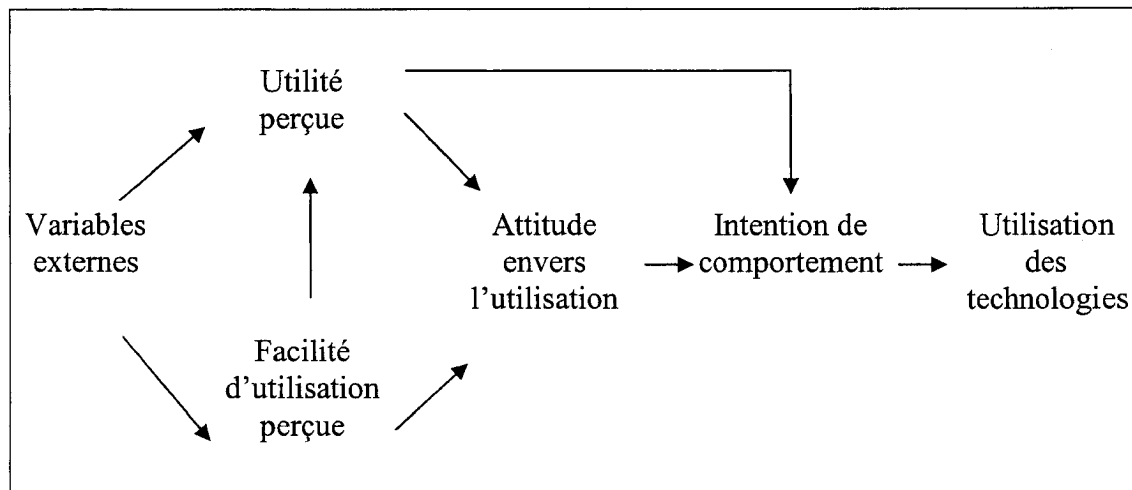 Utilité
perçue
Variables
externes
Attitude
envers
l’utilisation
Intention de
comportement
Utilisation
des
technologies
Facilité
d’utilisation
perçue